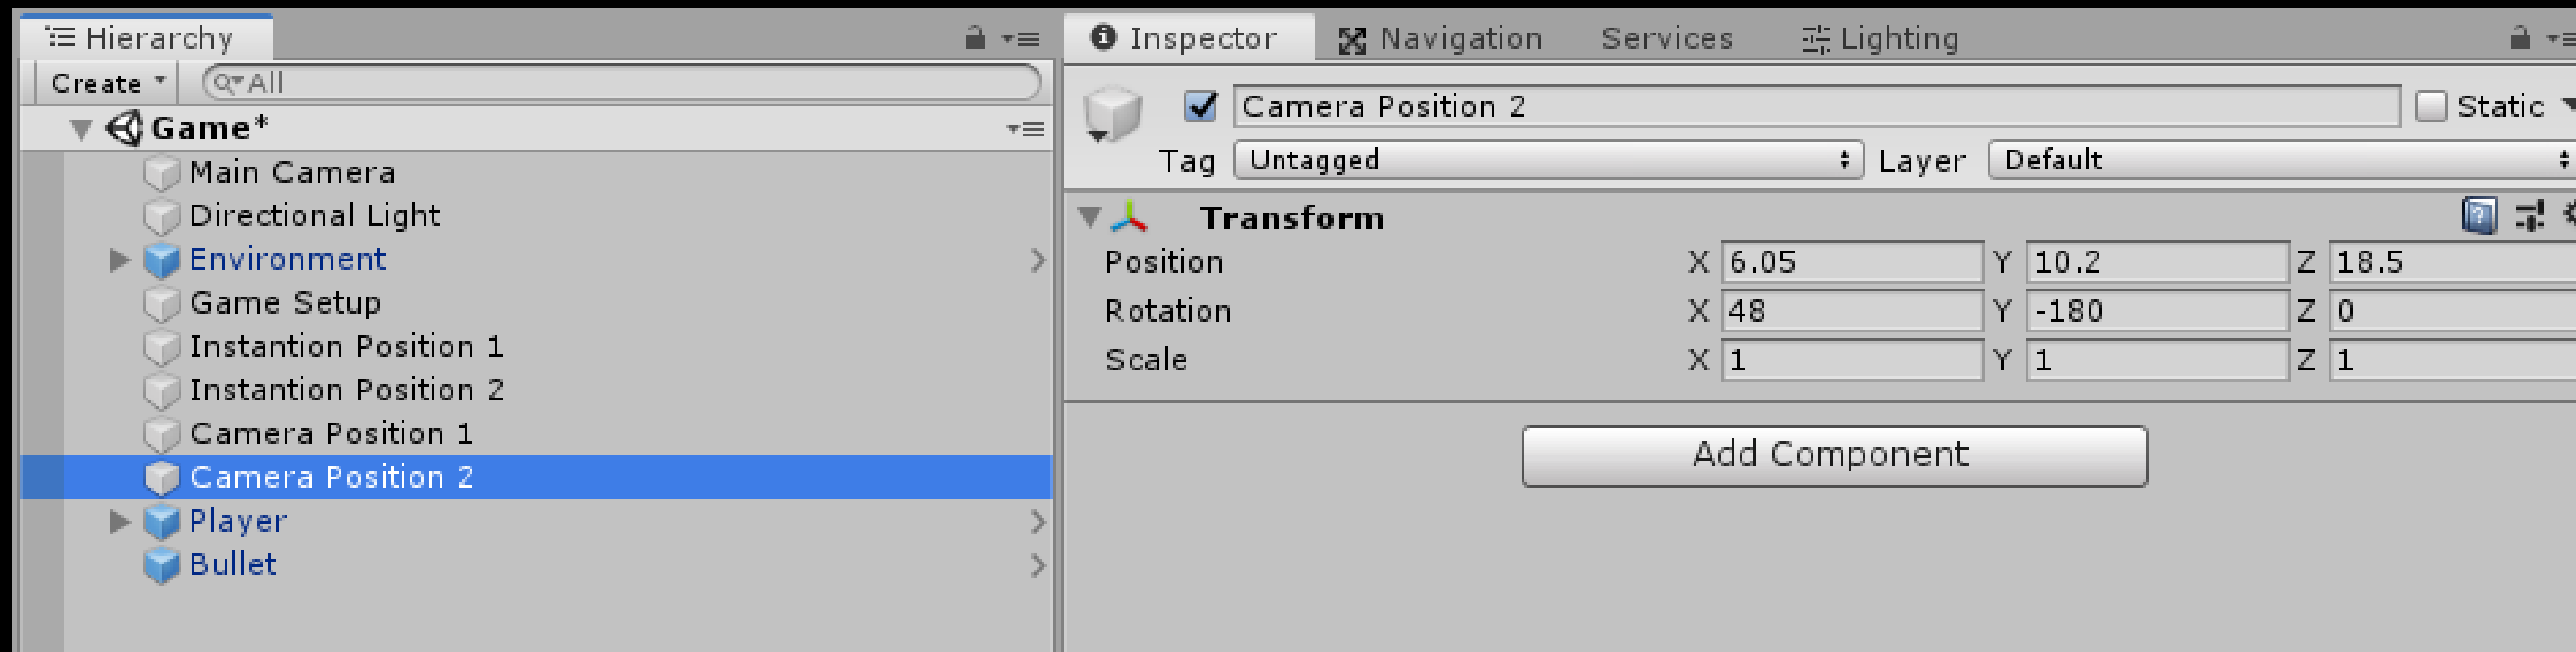 Hierarchy
Create All
Game*
Main Camera
Directional Light
Environment
Game Setup
Instantion Position 1
Instantion Position 2
Camera Position 1
Camera Position 2
Player
Bullet
Inspector Navigation Services Lighting
Camera Position 2 Static
Tag Untagged Layer Default
Transform
Position X 6.05 Y 10.2 Z 18.5
Rotation X 48 Y -180 Z 0
Scale X 1 Y 1 Z 1
Add Component